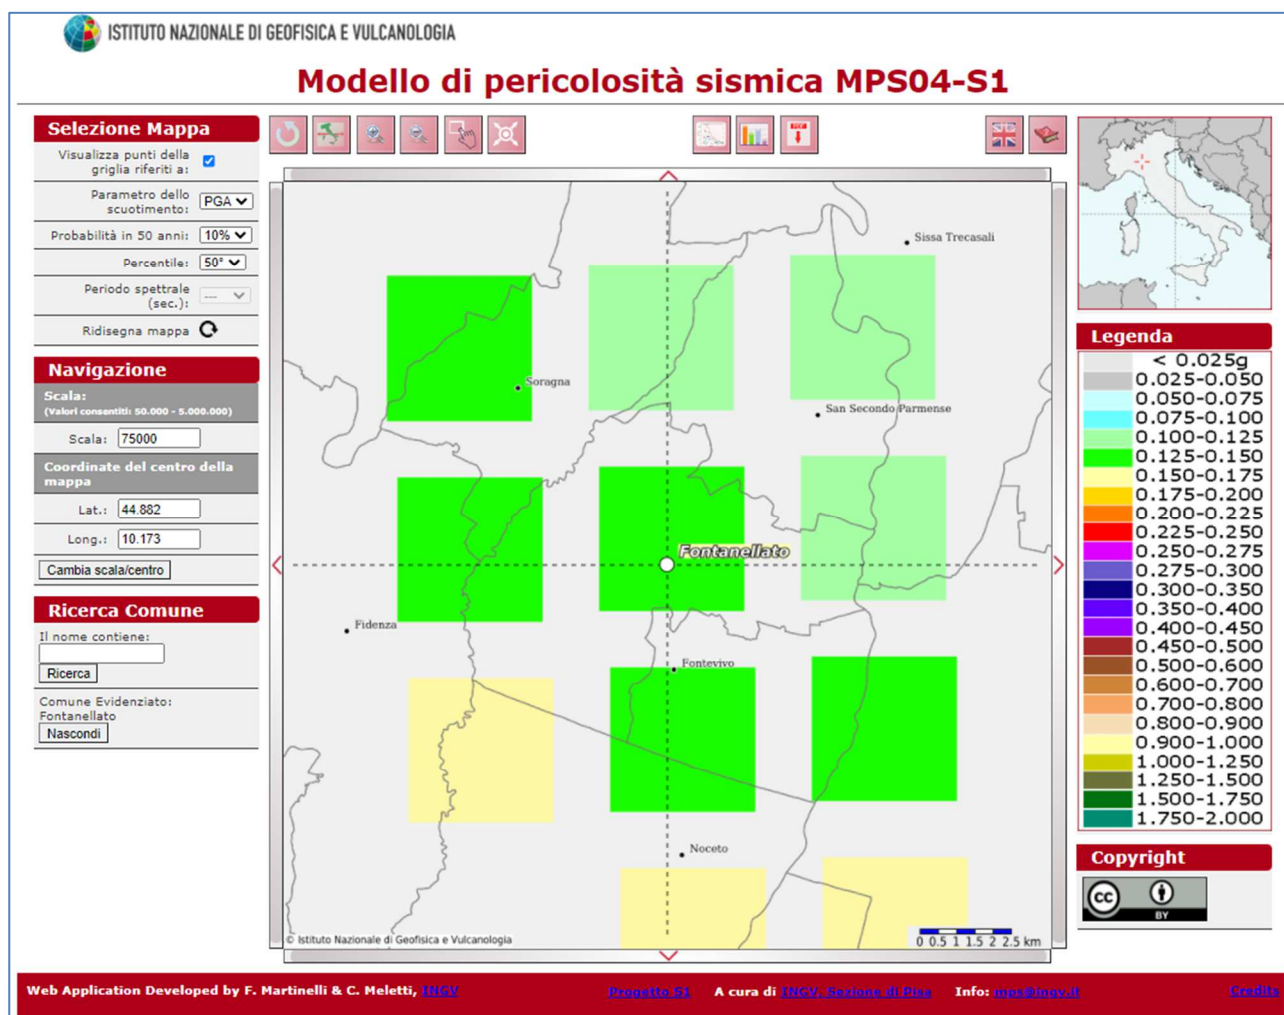 ISTITUTO NAZIONALE DI GEOFISICA E VULCANOLOGIA
Modello di pericolosità sismica MPS04-S1
Selezione Mappa
Visualizza punti della
griglia riferiti a:
Parametro dello
scuotimento: PGA
Probabilità in 50 anni: 10%
Percentile: 50°
Periodo spettrale
(sec.): ---
Ridisegna mappa
Navigazione
Scala:
(Valori consentiti: 50.000 - 5.000.000)
Scala: 75000
Coordinate del centro della
mappa
Lat.: 44.882
Long.: 10.173
Cambia scala/centro
Ricerca Comune
Il nome contiene:
Ricerca
Comune Evidenziato:
Fontanellato
Nascondi
PDF
Sissa Trecasali
Soragna
San Secondo Parmense
Fontanellato
Fidenza
Fontevivo
Noceto
© Istituto Nazionale di Geofisica e Vulcanologia
0 0.5 1 1.5 2 2.5 km
Legenda
< 0.025g
0.025-0.050
0.050-0.075
0.075-0.100
0.100-0.125
0.125-0.150
0.150-0.175
0.175-0.200
0.200-0.225
0.225-0.250
0.250-0.275
0.275-0.300
0.300-0.350
0.350-0.400
0.400-0.450
0.450-0.500
0.500-0.600
0.600-0.700
0.700-0.800
0.800-0.900
0.900-1.000
1.000-1.250
1.250-1.500
1.500-1.750
1.750-2.000
Copyright
cc
BY
Web Application Developed by F. Martinelli & C. Meletti, INGV
Progetto S1
A cura di INGV, Sezione di Pisa
Info: mps@ingv.it
Credits